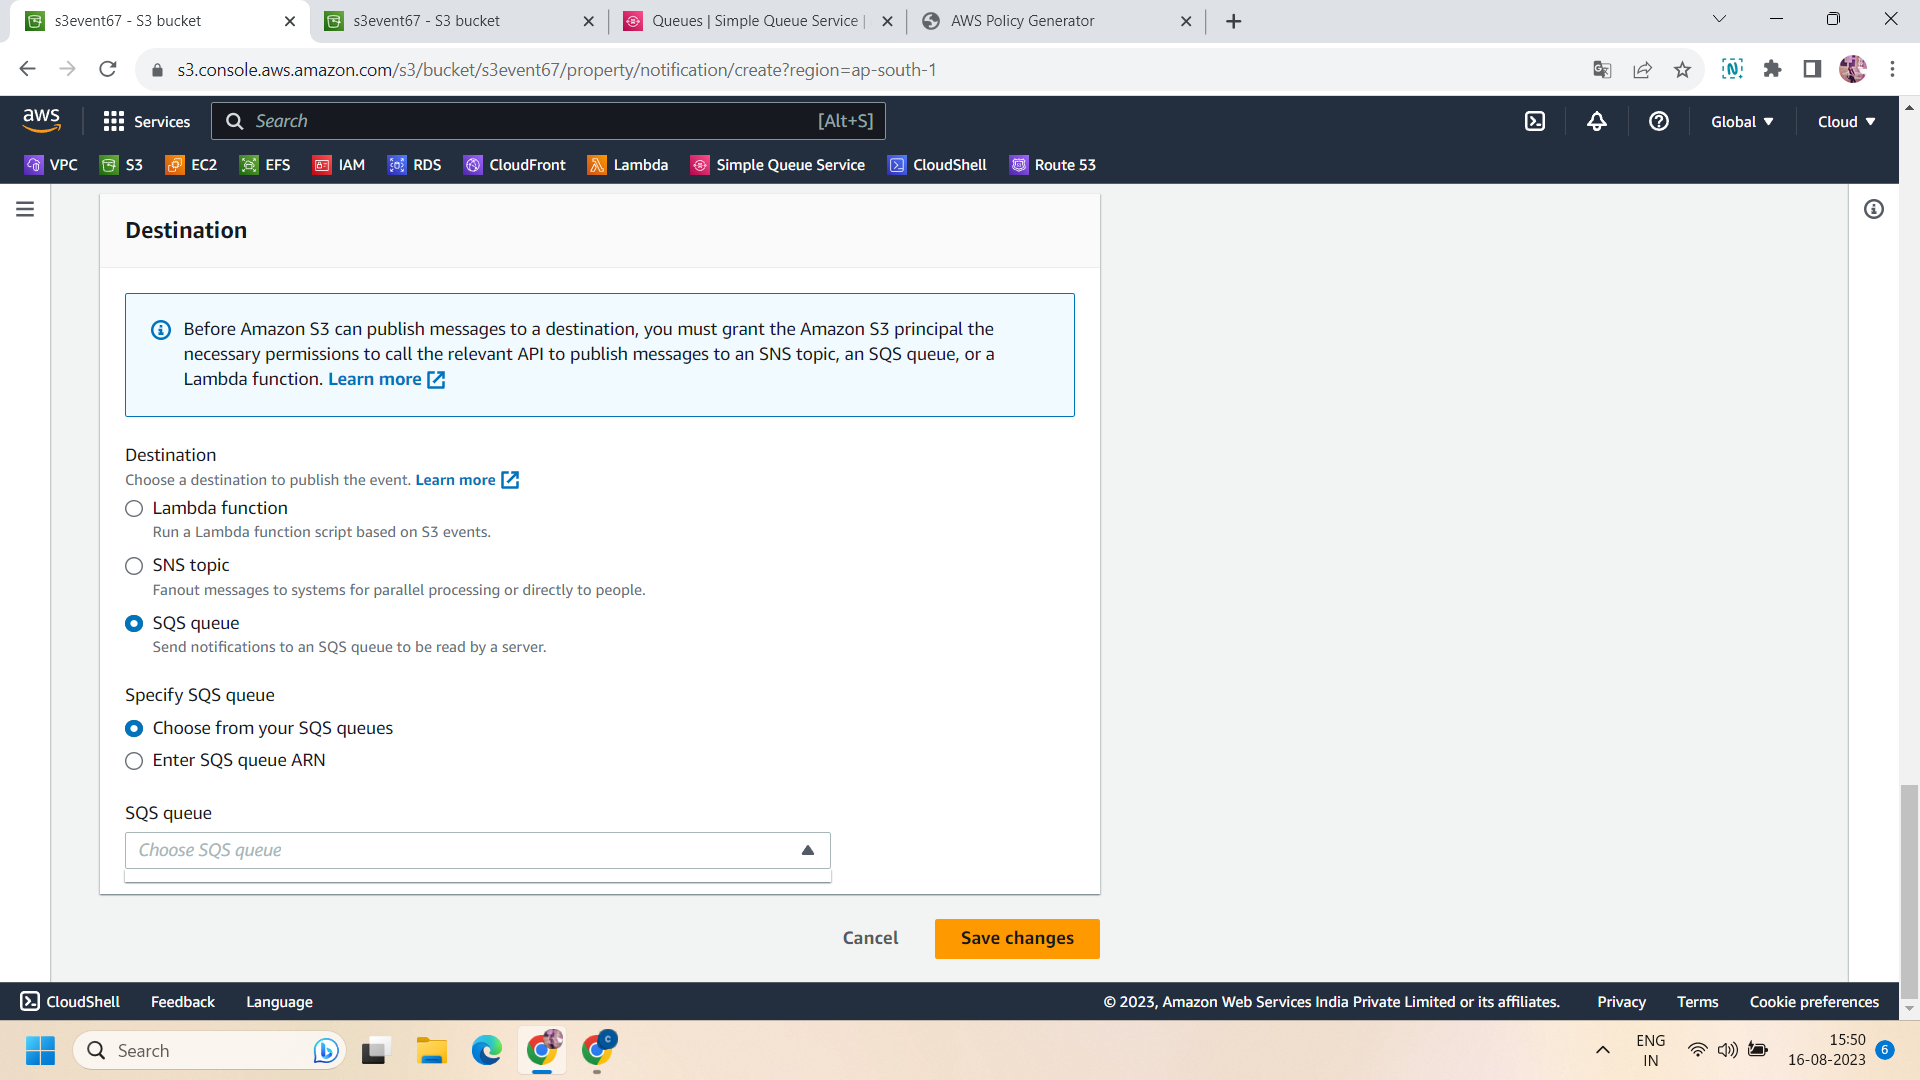 s3event67 - S3 bucket
s3event67 - S3 bucket
Queues | Simple Queue Service |
AWS Policy Generator
s3.console.aws.amazon.com/s3/bucket/s3event67/property/notification/create?region=ap-south-1
aws
Services
Search
[Alt+S]
Global
Cloud
VPC
S3
EC2
EFS
IAM
RDS
CloudFront
Lambda
Simple Queue Service
CloudShell
Route 53
Destination
Before Amazon S3 can publish messages to a destination, you must grant the Amazon S3 principal the
necessary permissions to call the relevant API to publish messages to an SNS topic, an SQS queue, or a
Lambda function. Learn more
Destination
Choose a destination to publish the event. Learn more
Lambda function
Run a Lambda function script based on S3 events.
SNS topic
Fanout messages to systems for parallel processing or directly to people.
SQS queue
Send notifications to an SQS queue to be read by a server.
Specify SQS queue
Choose from your SQS queues
Enter SQS queue ARN
SQS queue
Choose SQS queue
Cancel
Save changes
CloudShell
Feedback
Language
© 2023, Amazon Web Services India Private Limited or its affiliates.
Privacy
Terms
Cookie preferences
Search
C
ENG
IN
15:50
16-08-2023
6